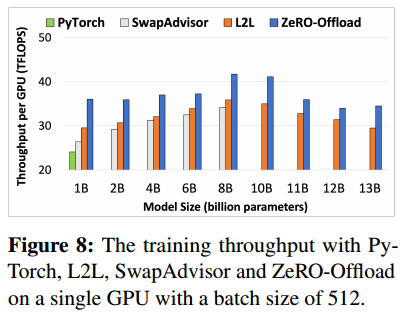 PyTorch SwapAdvisor L2L ZeRO-Offload
Throughput per GPU (TFLOPS)
50
40
30
20
1B 2B 4B 6B 8B 10B 11B 12B 13B
Model Size (billion parameters)
Figure 8: The training throughput with Py-
Torch, L2L, SwapAdvisor and ZeRO-Offload
on a single GPU with a batch size of 512.